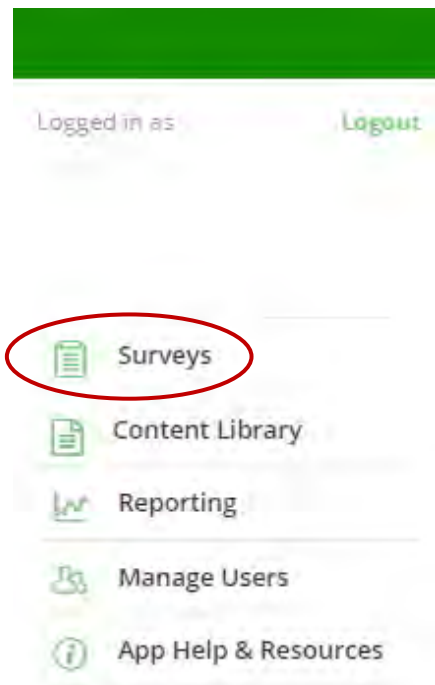 Logged in as Logout
Surveys
Content Library
Reporting
Manage Users
App Help & Resources